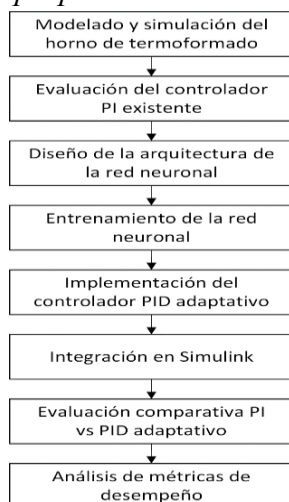 Modelado y simulación del
horno de termoformado
Evaluación del controlador
PI existente
Diseño de la arquitectura de
la red neuronal
Entrenamiento de la red
neuronal
Implementación del
controlador PID adaptativo
Integración en Simulink
Evaluación comparativa PI
vs PID adaptativo
Análisis de métricas de
desempeño